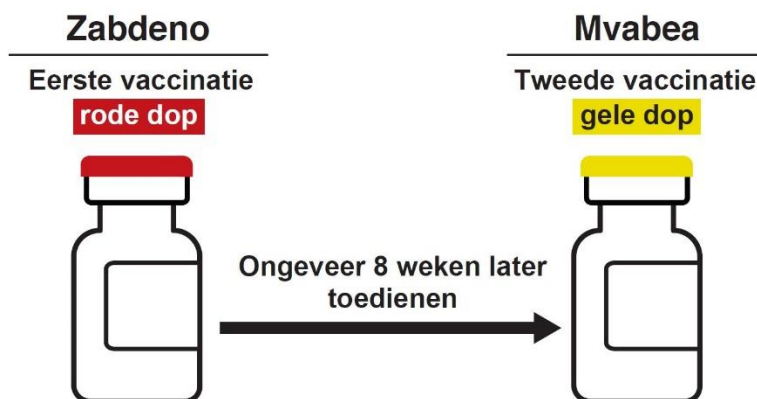 Zabdeno
Eerste vaccinatie
rode dop
Mvabea
Tweede vaccinatie
gele dop
Ongeveer 8 weken later
toedienen